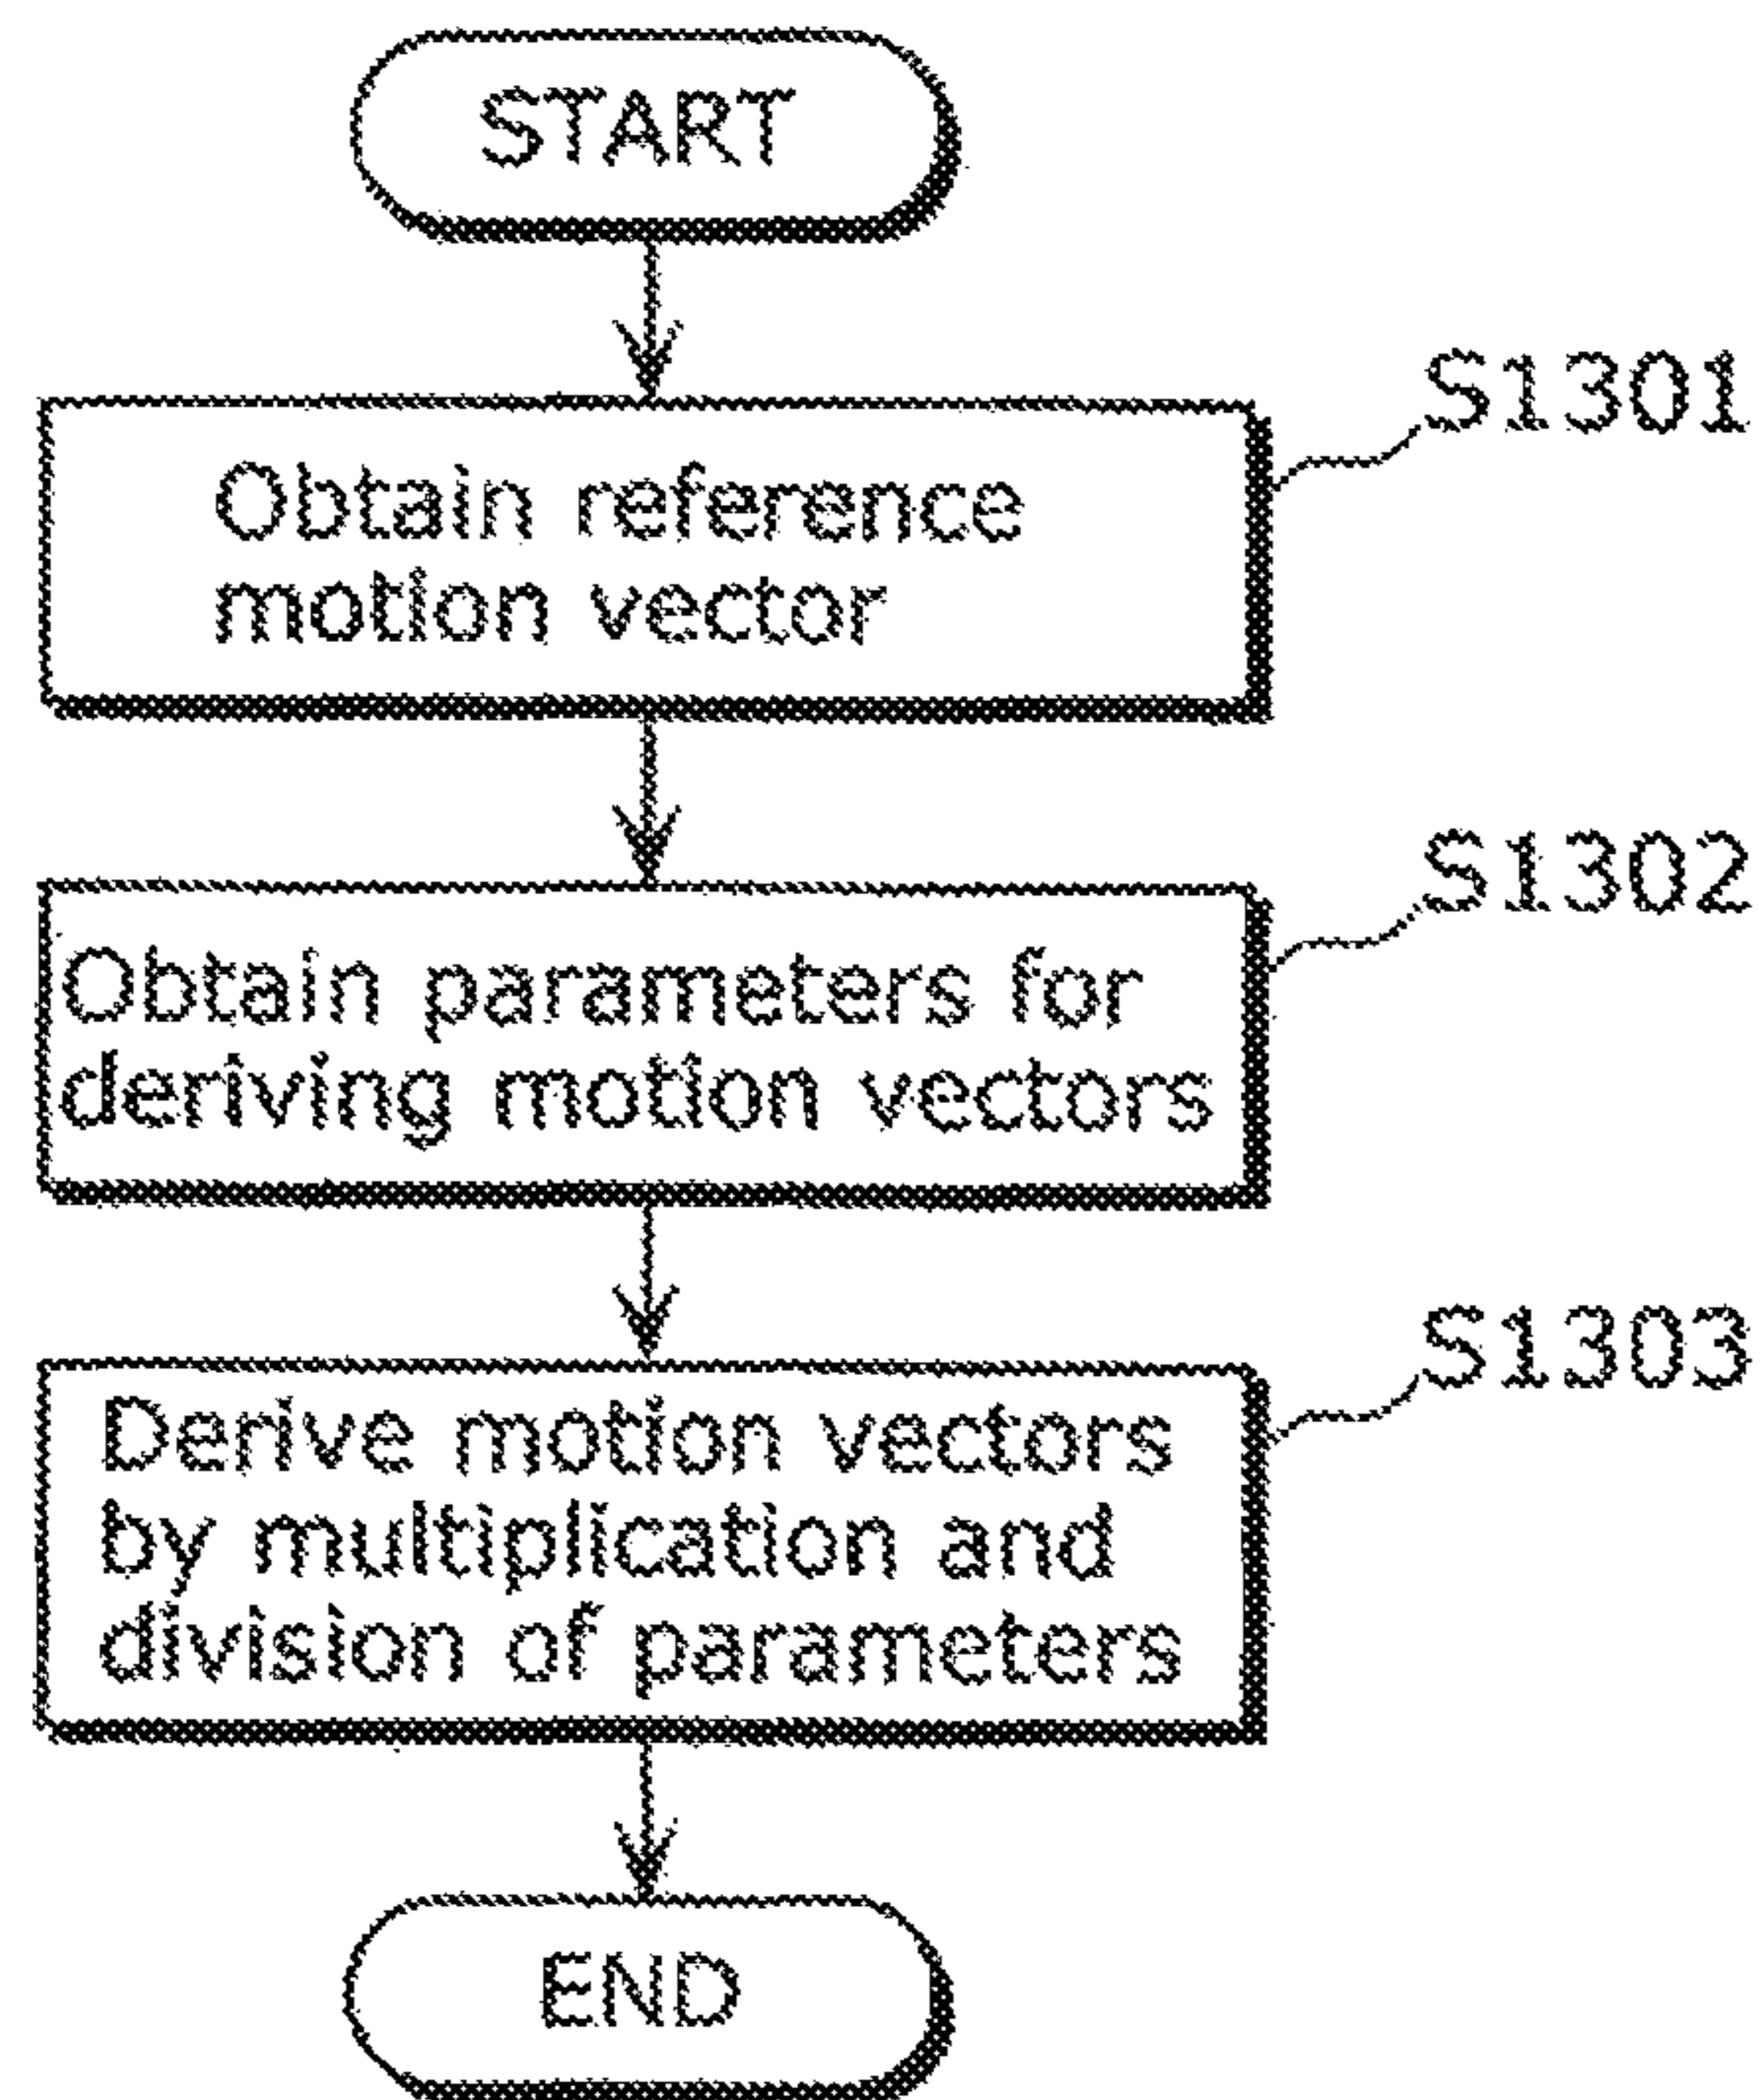 START
S1301
Obtain reference
motion vector
S1302
Obtain parameters for
deriving motion vectors
S1303
Derive motion vectors
by multiplication and
division of parameters
END